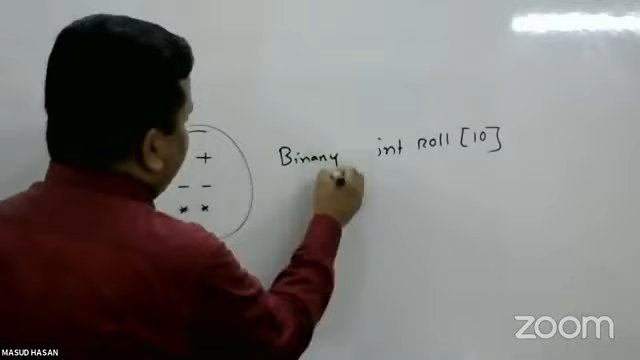 Binary int Roll [10]
+
- -
* *
zoom
MASUD HASAN